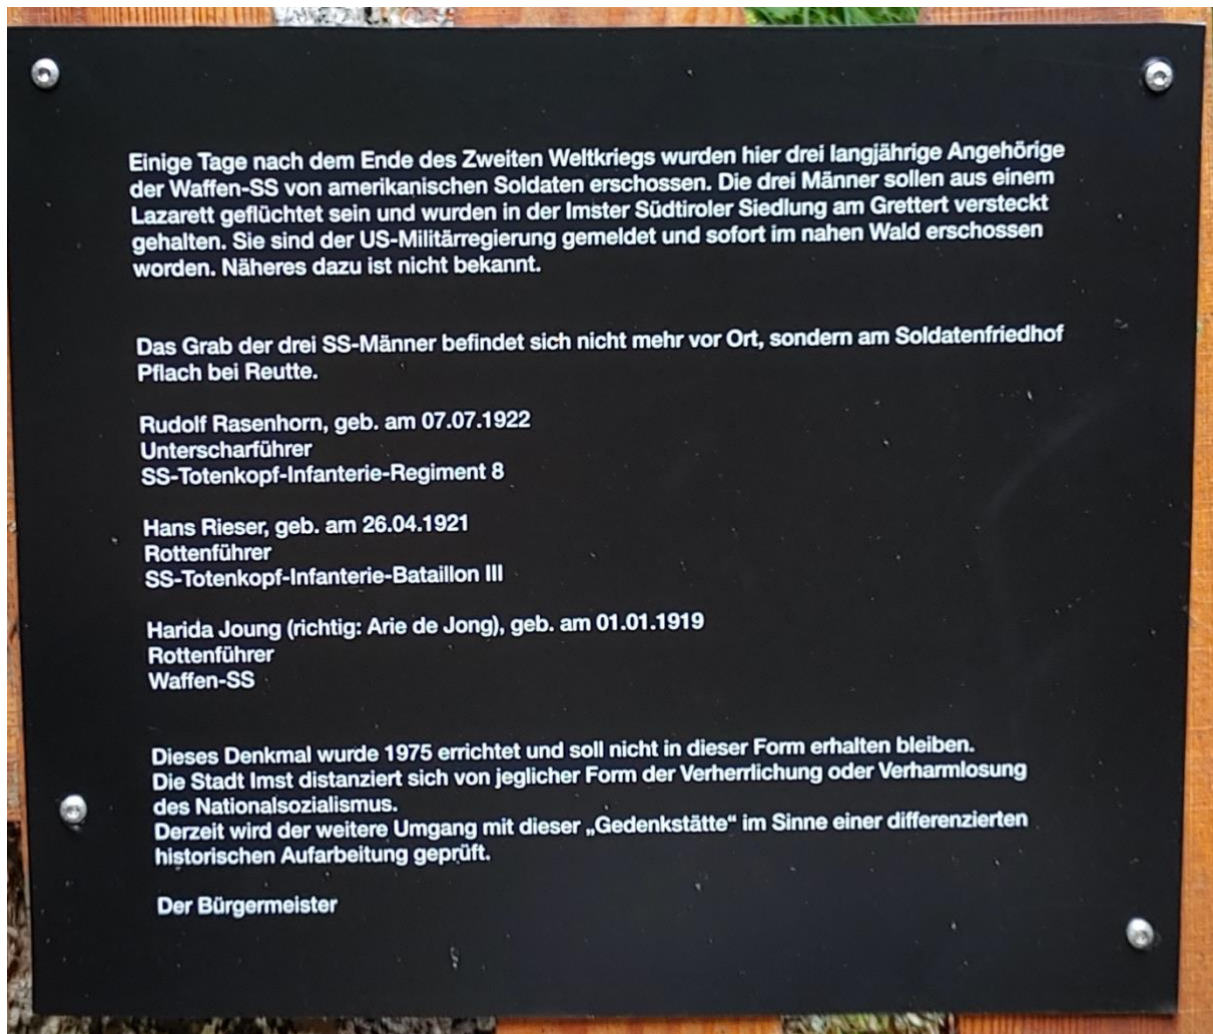 Einige Tage nach dem Ende des Zweiten Weltkriegs wurden hier drei langjährige Angehörige
der Waffen-SS von amerikanischen Soldaten erschossen. Die drei Männer sollen aus einem
Lazarett geflüchtet sein und wurden in der Imster Südtiroler Siedlung am Grettert versteckt
gehalten. Sie sind der US-Militärregierung gemeldet und sofort im nahen Wald erschossen
worden. Näheres dazu ist nicht bekannt.
Das Grab der drei SS-Männer befindet sich nicht mehr vor Ort, sondern am Soldatenfriedhof
Pflach bei Reutte.
Rudolf Rasenhorn, geb. am 07.07.1922
Unterscharführer
SS-Totenkopf-Infanterie-Regiment 8
Hans Rieser, geb. am 26.04.1921
Rottenführer
SS-Totenkopf-Infanterie-Bataillon III
Harida Joung (richtig: Arie de Jong), geb. am 01.01.1919
Rottenführer
Waffen-SS
Dieses Denkmal wurde 1975 errichtet und soll nicht in dieser Form erhalten bleiben.
Die Stadt Imst distanziert sich von jeglicher Form der Verherrlichung oder Verharmlosung
des Nationalsozialismus.
Derzeit wird der weitere Umgang mit dieser „Gedenkstätte“ im Sinne einer differenzierten
historischen Aufarbeitung geprüft.
Der Bürgermeister